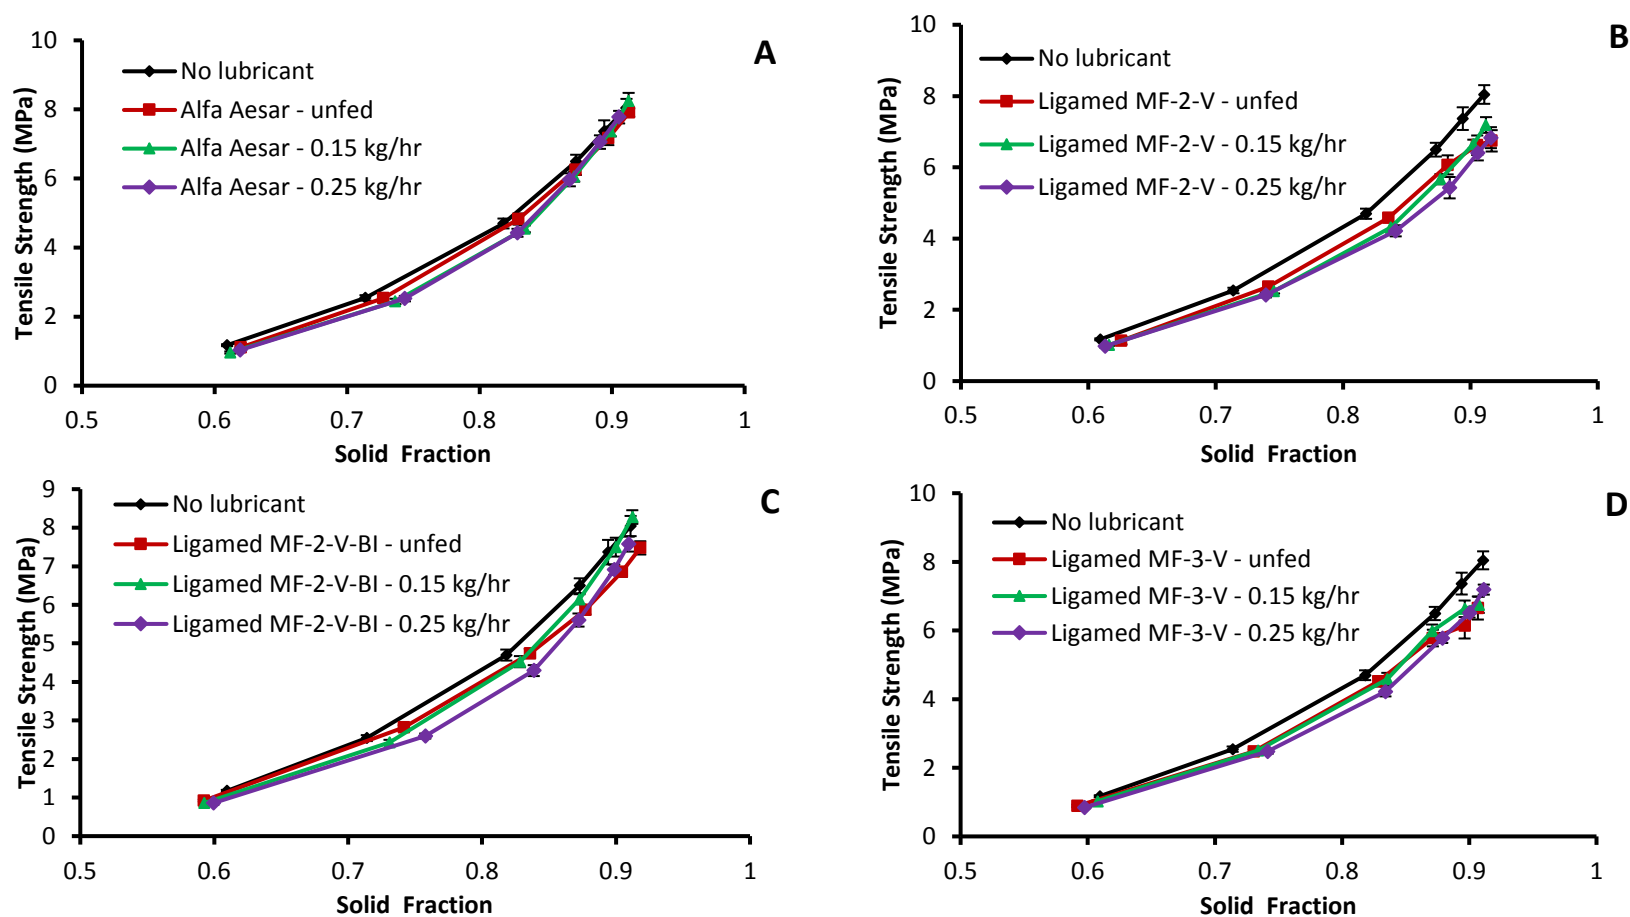 A
Tensile Strength (MPa)
10
8
6
4
2
0
No lubricant
Alfa Aesar - unfed
Alfa Aesar - 0.15 kg/hr
Alfa Aesar - 0.25 kg/hr
0.5 0.6 0.7 0.8 0.9 1
Solid Fraction
B
Tensile Strength (MPa)
10
8
6
4
2
0
No lubricant
Ligamed MF-2-V - unfed
Ligamed MF-2-V - 0.15 kg/hr
Ligamed MF-2-V - 0.25 kg/hr
0.5 0.6 0.7 0.8 0.9 1
Solid Fraction
C
Tensile Strength (MPa)
9
8
7
6
5
4
3
2
1
0
No lubricant
Ligamed MF-2-V-BI - unfed
Ligamed MF-2-V-BI - 0.15 kg/hr
Ligamed MF-2-V-BI - 0.25 kg/hr
0.5 0.6 0.7 0.8 0.9 1
Solid Fraction
D
Tensile Strength (MPa)
10
8
6
4
2
0
No lubricant
Ligamed MF-3-V - unfed
Ligamed MF-3-V - 0.15 kg/hr
Ligamed MF-3-V - 0.25 kg/hr
0.5 0.6 0.7 0.8 0.9 1
Solid Fraction